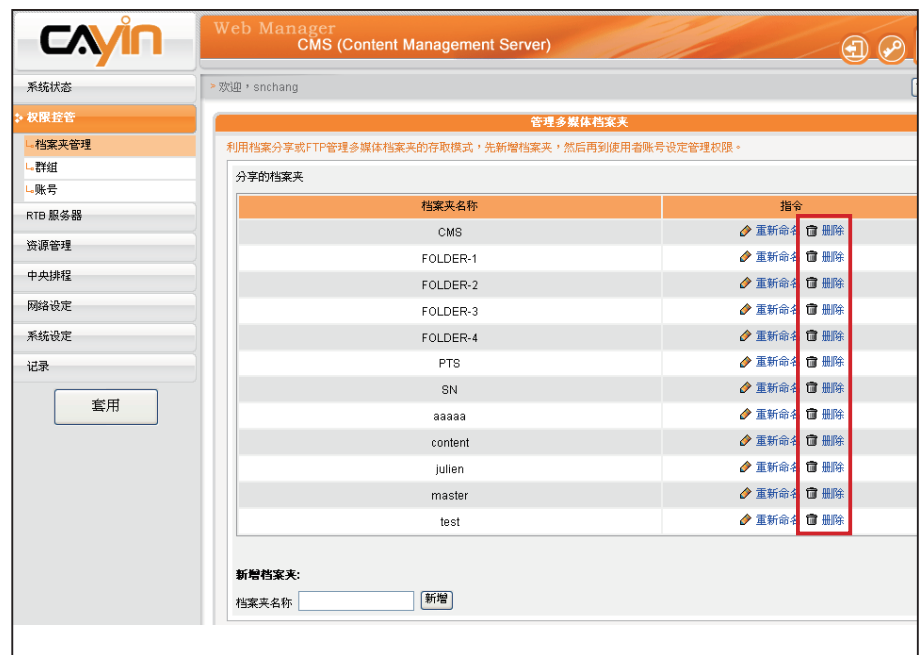 CAYIN
Web Manager
CMS (Content Management Server)
系统状态
权限控管
档案夹管理
群组
账号
RTB 服务器
资源管理
中央排程
网络设定
系统设定
记录
套用
欢迎，snchang
管理多媒体档案夹
利用档案分享或FTP管理多媒体档案夹的存取模式，先新增档案夹，然后再到使用者账号设定管理权限。
分享的档案夹
档案夹名称 指令
CMS 重新命名 删除
FOLDER-1 重新命名 删除
FOLDER-2 重新命名 删除
FOLDER-3 重新命名 删除
FOLDER-4 重新命名 删除
PTS 重新命名 删除
SN 重新命名 删除
aaaaa 重新命名 删除
content 重新命名 删除
julien 重新命名 删除
master 重新命名 删除
test 重新命名 删除
新增档案夹:
档案夹名称 新增